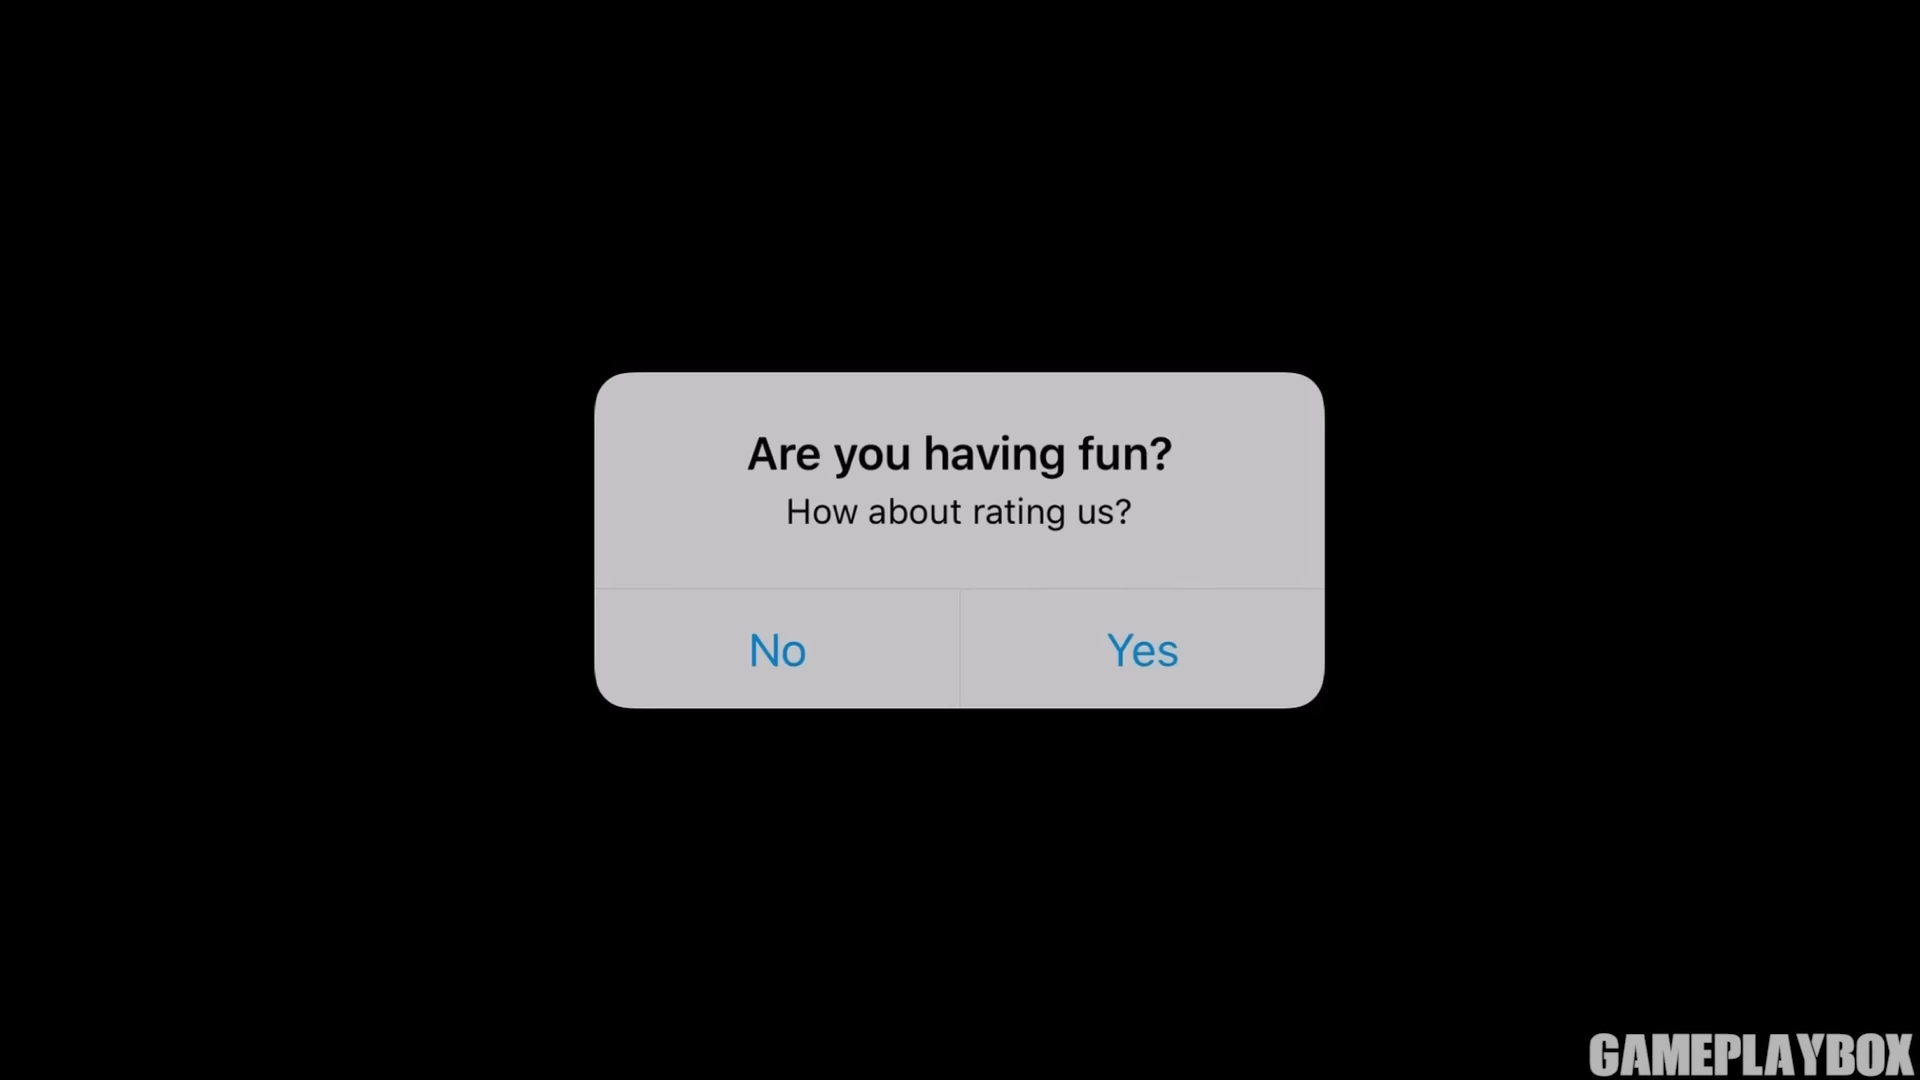 Are you having fun?
How about rating us?
No
Yes
GAMEPLAYBOX